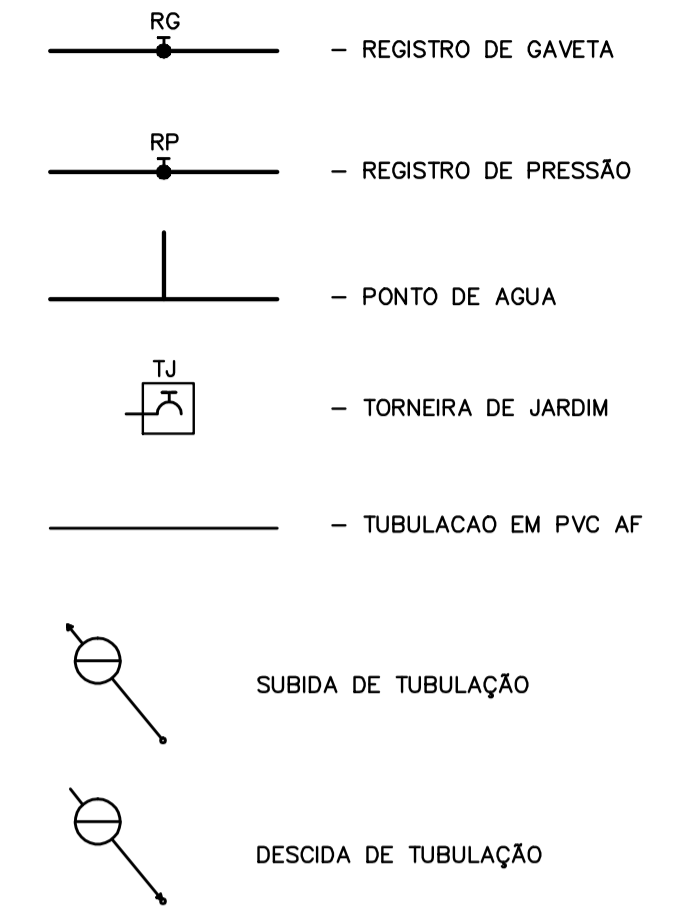 RG
– REGISTRO DE GAVETA
RP
– REGISTRO DE PRESSÃO
– PONTO DE AGUA
TJ
– TORNEIRA DE JARDIM
– TUBULACAO EM PVC AF
SUBIDA DE TUBULAÇÃO
DESCIDA DE TUBULAÇÃO